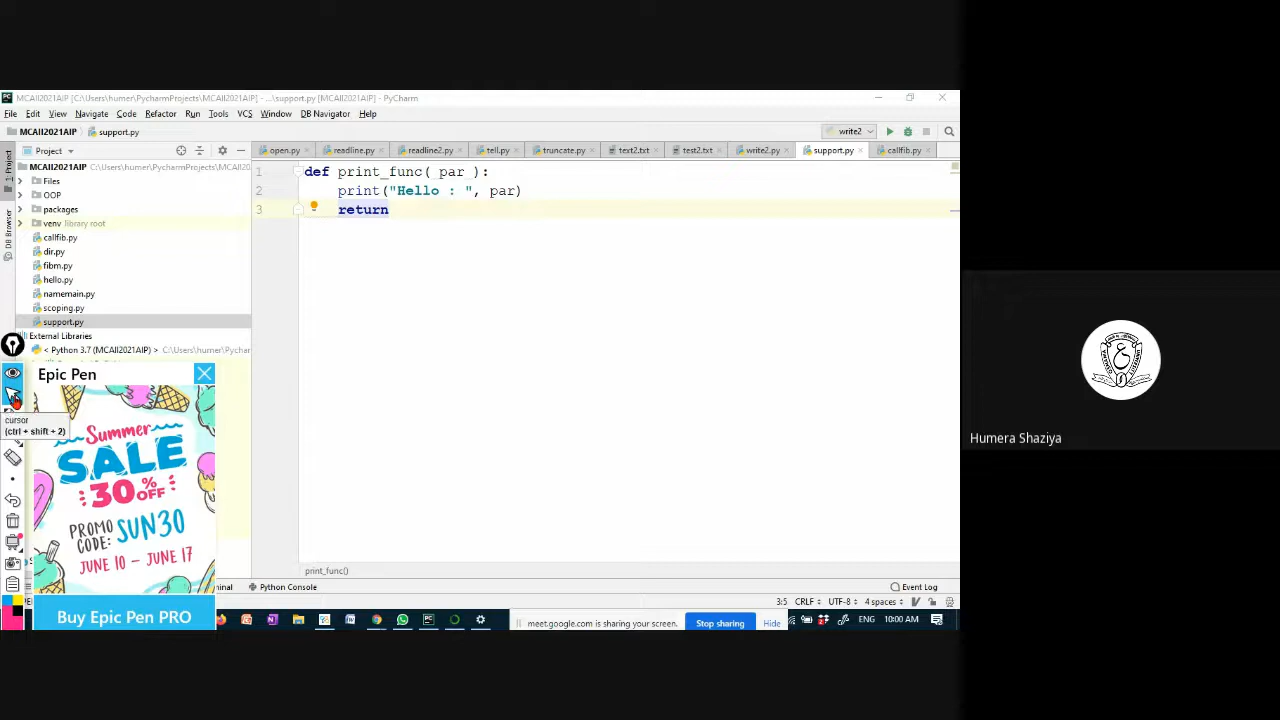 MCAII2021AIP [C:\Users\humer\PycharmProjects\MCAII2021AIP] - ...\support.py [MCAII2021AIP] - PyCharm
File Edit View Navigate Code Refactor Run Tools VCS Window DB Navigator Help
MCAII2021AIP support.py write2
1: Project
DB Browser
Project
open.py readline.py readline2.py tell.py truncate.py text2.txt test2.txt write2.py support.py callfib.py
MCAII2021AIP C:\Users\humer\PycharmProjects\MCAII2021AIP
Files
OOP
packages
venv library root
callfib.py
dir.py
fibm.py
hello.py
namemain.py
scoping.py
support.py
External Libraries
< Python 3.7 (MCAII2021AIP) > C:\Users\humer\Pychar
1 def print_func( par ):
2 print("Hello : ", par)
3 return
Epic Pen
cursor
(ctrl + shift + 2)
Summer
SALE
30% OFF
PROMO CODE: SUN30
JUNE 10 – JUNE 17
Buy Epic Pen PRO
print_func()
minal Python Console Event Log
3:5 CRLF UTF-8 4 spaces
meet.google.com is sharing your screen. Stop sharing Hide
ENG 10:00 AM
Humera Shaziya